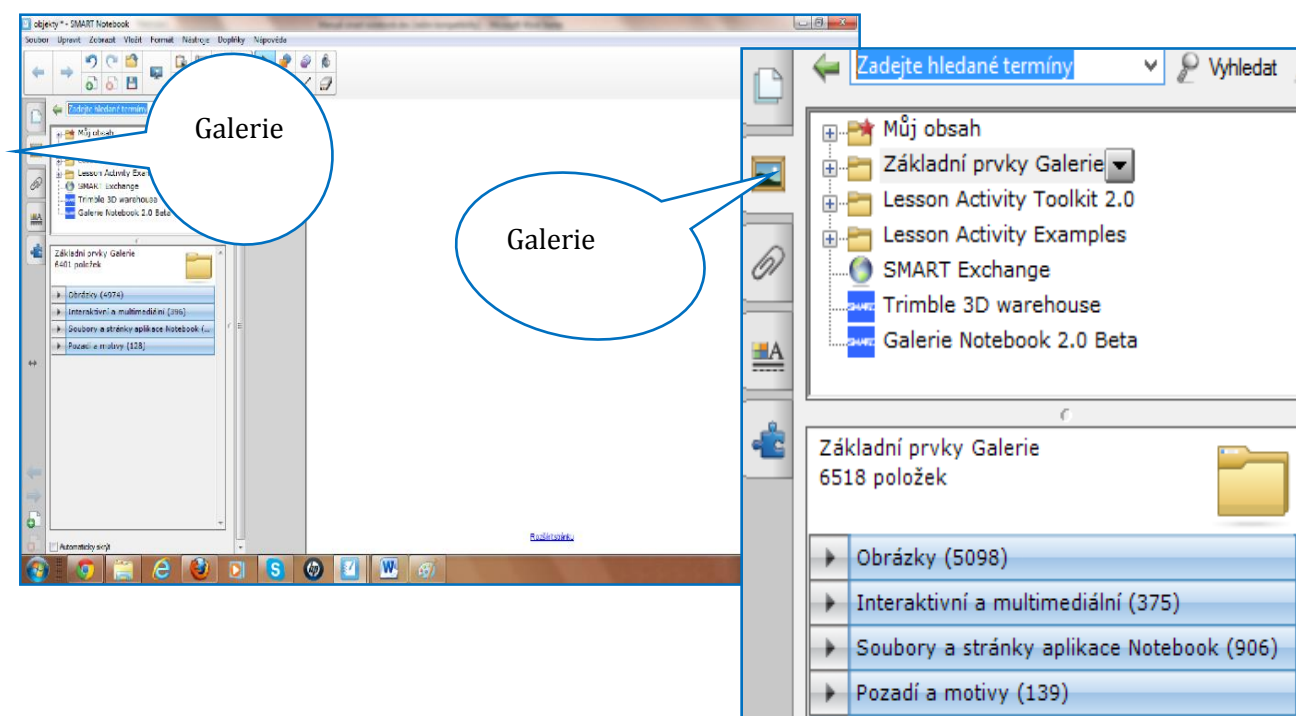 objekty * - SMART Notebook
Soubor Upravit Zobrazit Vložit Formát Nástroje Doplňky Nápověda
Zadejte hledané termíny
Můj obsah
Lesson Activity
SMART Exchange
Trimble 3D warehouse
Galerie Notebook 2.0 Beta
Galerie
Základní prvky Galerie
6401 položek
Obrázky (4974)
Interaktivní a multimediální (396)
Soubory a stránky aplikace Notebook (...
Pozadí a motivy (128)
Automaticky skrýt
Rozšířit stránku
Galerie
Zadejte hledané termíny
Vyhledat
Můj obsah
Základní prvky Galerie
Lesson Activity Toolkit 2.0
Lesson Activity Examples
SMART Exchange
Trimble 3D warehouse
Galerie Notebook 2.0 Beta
Základní prvky Galerie
6518 položek
Obrázky (5098)
Interaktivní a multimediální (375)
Soubory a stránky aplikace Notebook (906)
Pozadí a motivy (139)